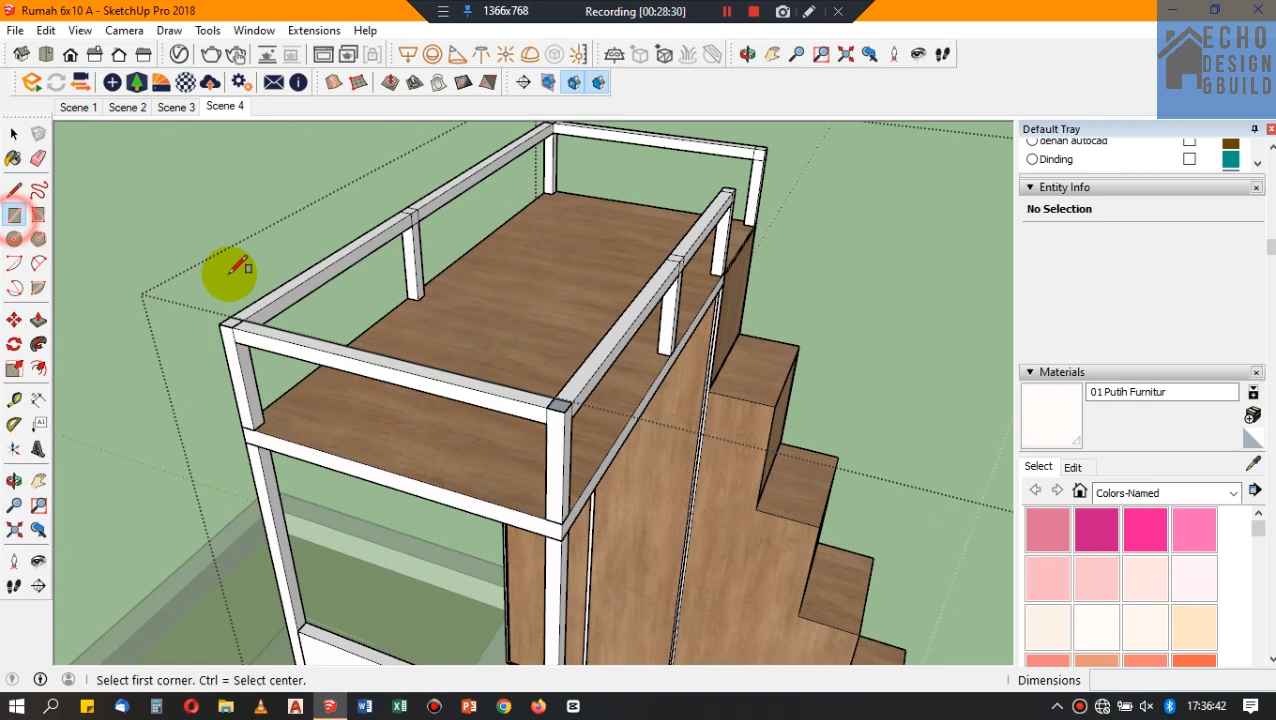 Rumah 6x10 A - SketchUp Pro 2018
1366x768
Recording [00:28:30]
File Edit View Camera Draw Tools Window Extensions Help
ECHO
DESIGN
&BUILD
Scene 1 Scene 2 Scene 3 Scene 4
Default Tray
denan autocad
Dinding
Entity Info
No Selection
Materials
01 Putih Furnitur
Select Edit
Colors-Named
Select first corner. Ctrl = Select center.
Dimensions
17:36:42